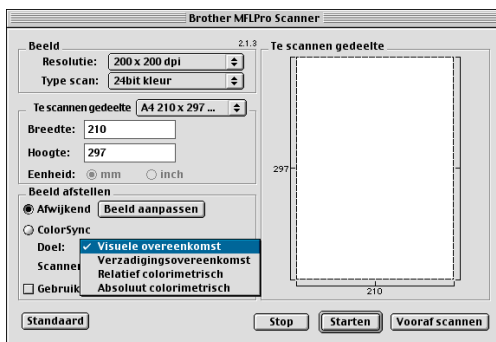 Brother MFLPro Scanner
Beeld 2.1.3
Resolutie: 200 x 200 dpi
Type scan: 24bit kleur
Te scannen gedeelte A4 210 x 297 ...
Breedte: 210
Hoogte: 297
Eenheid: mm inch
Beeld afstellen
Afwijkend Beeld aanpassen
ColorSync
Doel: ✓ Visuele overeenkomst
Verzadigingsovereenkomst
Scanner Relatief colorimetrisch
Gebruik Absoluut colorimetrisch
Te scannen gedeelte
297
210
Standaard Stop Starten Vooraf scannen